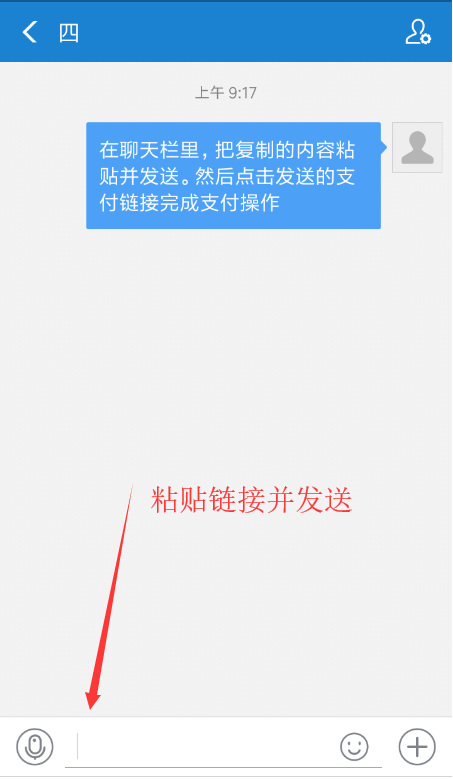 四
上午 9:17
在聊天栏里，把复制的内容粘
贴并发送。然后点击发送的支
付链接完成支付操作
粘贴链接并发送